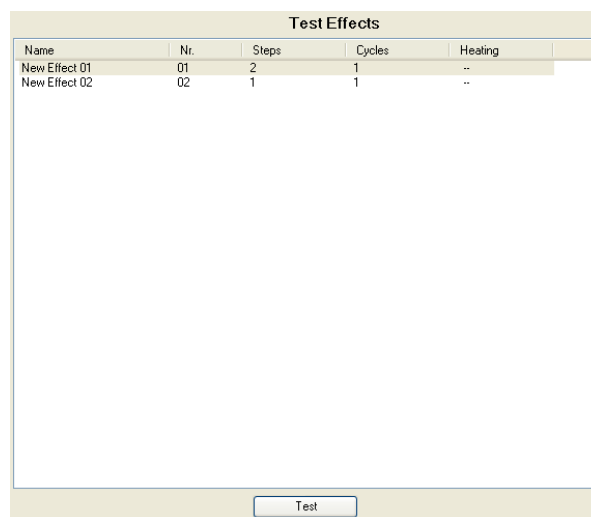 Test Effects
Name Nr. Steps Cycles Heating
New Effect 01 01 2 1 --
New Effect 02 02 1 1 --
Test